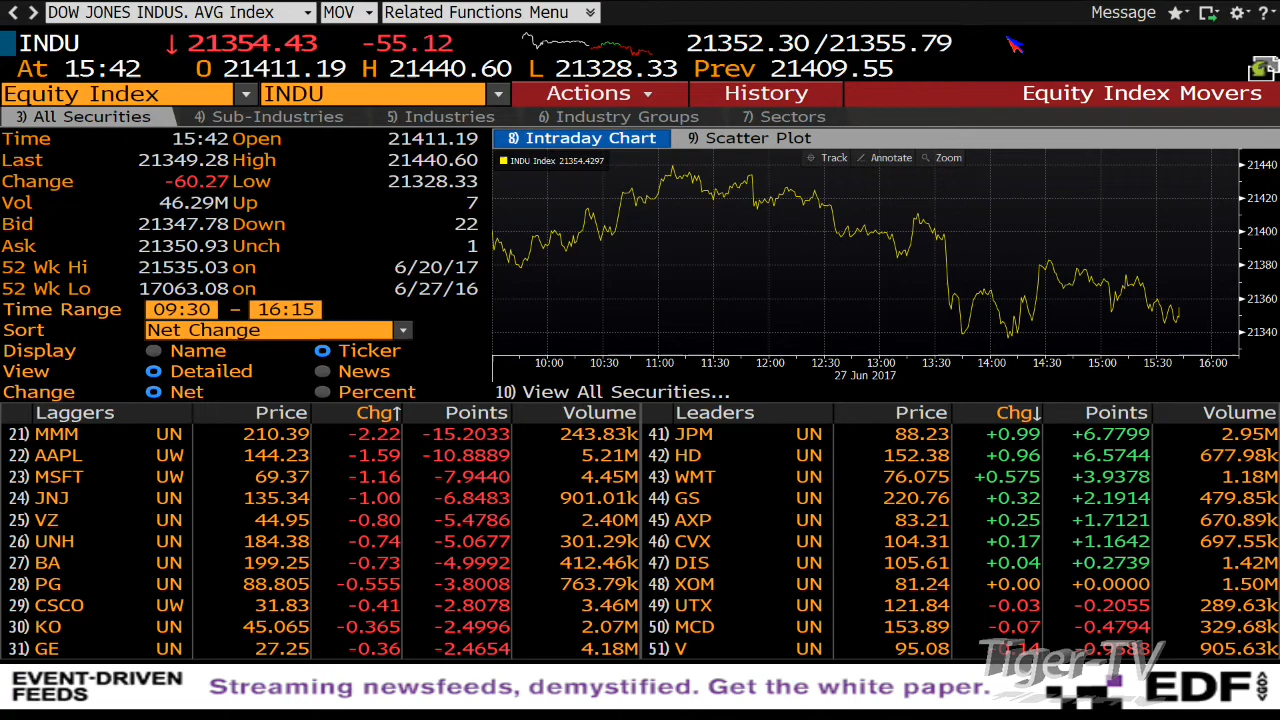 DOW JONES INDUS. AVG Index MOV Related Functions Menu Message
INDU ↓ 21354.43 -55.12 21352.30 /21355.79
At 15:42 O 21411.19 H 21440.60 L 21328.33 Prev 21409.55
Equity Index INDU Actions History Equity Index Movers
3) All Securities 4) Sub-Industries 5) Industries 6) Industry Groups 7) Sectors
Time 15:42 Open 21411.19
Last 21349.28 High 21440.60
Change -60.27 Low 21328.33
Vol 46.29M Up 7
Bid 21347.78 Down 22
Ask 21350.93 Unch 1
52 Wk Hi 21535.03 on 6/20/17
52 Wk Lo 17063.08 on 6/27/16
Time Range 09:30 - 16:15
Sort Net Change
Display Name Ticker
View Detailed News
Change Net Percent
8) Intraday Chart 9) Scatter Plot
INDU Index 21354.4297 Track Annotate Zoom
21440
21420
21400
21380
21360
21340
10:00 10:30 11:00 11:30 12:00 12:30 13:00 13:30 14:00 14:30 15:00 15:30 16:00
27 Jun 2017
10) View All Securities...
Laggers Price Chg↑ Points Volume Leaders Price Chg↓ Points Volume
21) MMM UN 210.39 -2.22 -15.2033 243.83k 41) JPM UN 88.23 +0.99 +6.7799 2.95M
22) AAPL UW 144.23 -1.59 -10.8889 5.21M 42) HD UN 152.38 +0.96 +6.5744 677.98k
23) MSFT UW 69.37 -1.16 -7.9440 4.45M 43) WMT UN 76.075 +0.575 +3.9378 1.18M
24) JNJ UN 135.34 -1.00 -6.8483 901.01k 44) GS UN 220.76 +0.32 +2.1914 479.85k
25) VZ UN 44.95 -0.80 -5.4786 2.40M 45) AXP UN 83.21 +0.25 +1.7121 670.89k
26) UNH UN 184.38 -0.74 -5.0677 301.29k 46) CVX UN 104.31 +0.17 +1.1642 697.55k
27) BA UN 199.25 -0.73 -4.9992 412.46k 47) DIS UN 105.61 +0.04 +0.2739 1.42M
28) PG UN 88.805 -0.555 -3.8008 763.79k 48) XOM UN 81.24 +0.00 +0.0000 1.50M
29) CSCO UW 31.83 -0.41 -2.8078 3.46M 49) UTX UN 121.84 -0.03 -0.2055 289.63k
30) KO UN 45.065 -0.365 -2.4996 2.07M 50) MCD UN 153.89 -0.07 -0.4794 329.68k
31) GE UN 27.25 -0.36 -2.4654 4.18M 51) V UN 95.08 -0.14 905.63k
Tiger-TV
EVENT-DRIVEN
FEEDS
Streaming newsfeeds, demystified. Get the white paper.
EDF